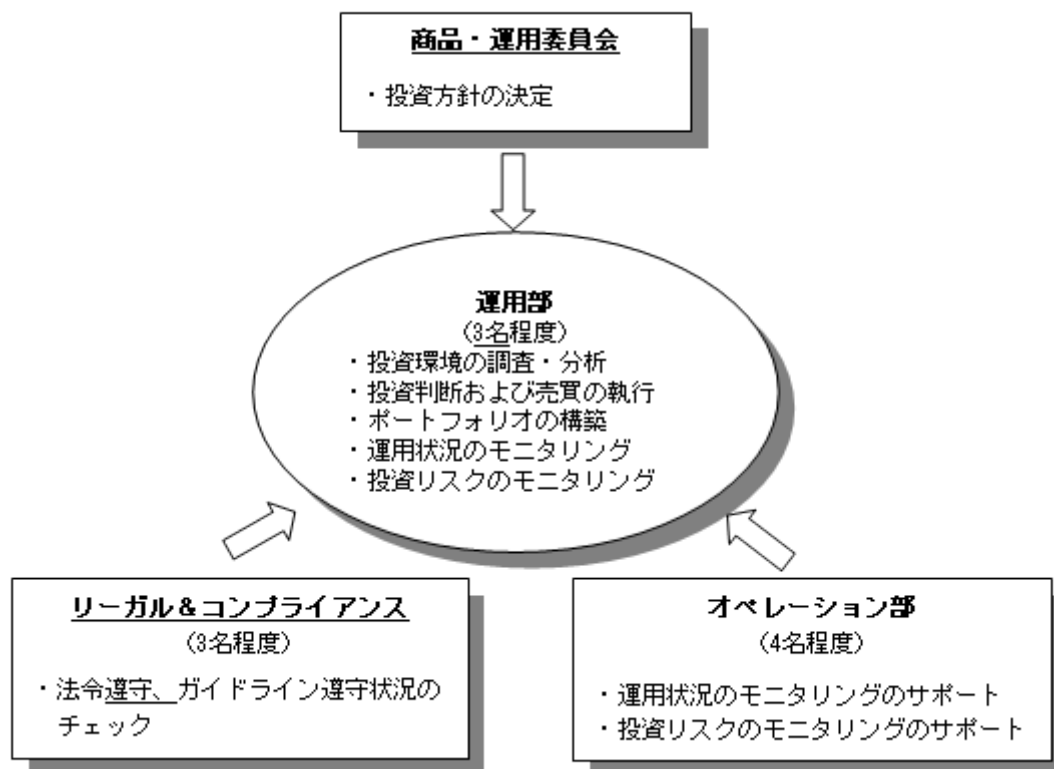 商品・運用委員会
・投資方針の決定
運用部
(3名程度)
・投資環境の調査・分析
・投資判断および売買の執行
・ポートフォリオの構築
・運用状況のモニタリング
・投資リスクのモニタリング
リーガル&コンプライアンス
(3名程度)
・法令遵守、ガイドライン遵守状況の
チェック
オペレーション部
(4名程度)
・運用状況のモニタリングのサポート
・投資リスクのモニタリングのサポート